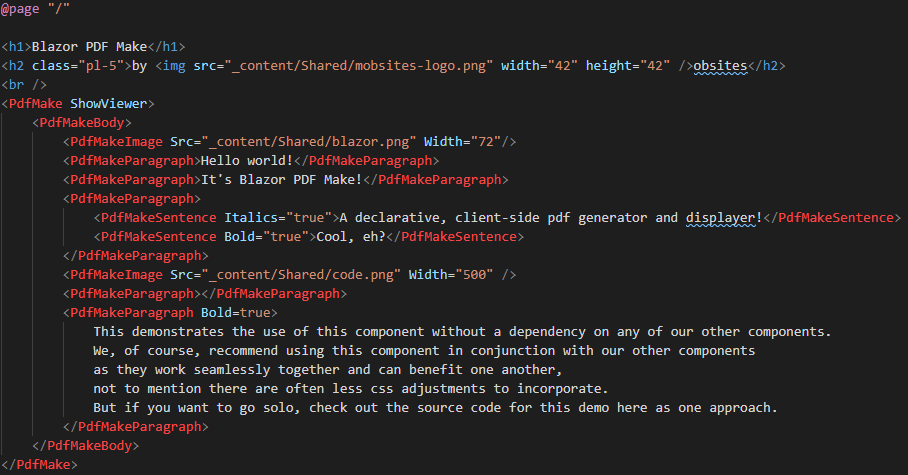 @page "/"

<h1>Blazor PDF Make</h1>
<h2 class="pl-5">by <img src="_content/Shared/mobsites-logo.png" width="42" height="42" />obsites</h2>
<br />
<PdfMake ShowViewer>
    <PdfMakeBody>
        <PdfMakeImage Src="_content/Shared/blazor.png" Width="72"/>
        <PdfMakeParagraph>Hello world!</PdfMakeParagraph>
        <PdfMakeParagraph>It's Blazor PDF Make!</PdfMakeParagraph>
        <PdfMakeParagraph>
            <PdfMakeSentence Italics="true">A declarative, client-side pdf generator and displayer!</PdfMakeSentence>
            <PdfMakeSentence Bold="true">Cool, eh?</PdfMakeSentence>
        </PdfMakeParagraph>
        <PdfMakeImage Src="_content/Shared/code.png" Width="500" />
        <PdfMakeParagraph></PdfMakeParagraph>
        <PdfMakeParagraph Bold=true>
            This demonstrates the use of this component without a dependency on any of our other components.
            We, of course, recommend using this component in conjunction with our other components
            as they work seamlessly together and can benefit one another,
            not to mention there are often less css adjustments to incorporate.
            But if you want to go solo, check out the source code for this demo here as one approach.
        </PdfMakeParagraph>
    </PdfMakeBody>
</PdfMake>